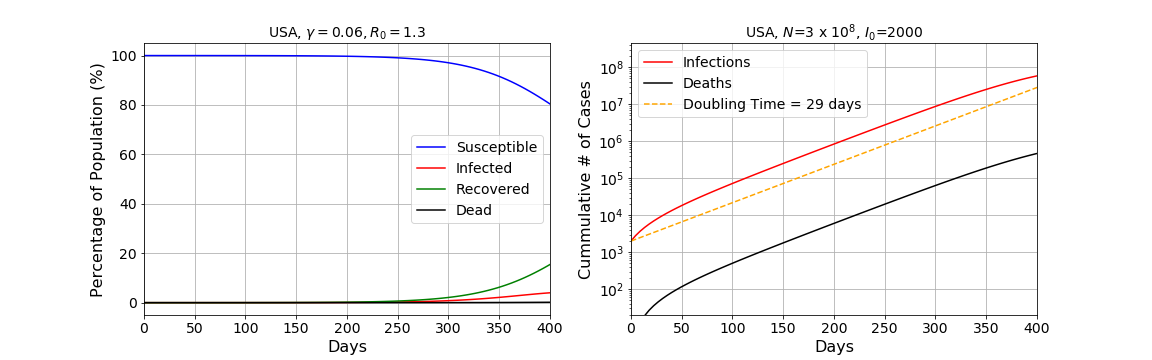 USA, γ = 0.06, R₀ = 1.3
Percentage of Population (%)
100
80
60
40
20
0
Susceptible
Infected
Recovered
Dead
0 50 100 150 200 250 300 350 400
Days
USA, N=3 x 10⁸, I₀=2000
Cummulative # of Cases
10⁸
10⁷
10⁶
10⁵
10⁴
10³
10²
Infections
Deaths
Doubling Time = 29 days
0 50 100 150 200 250 300 350 400
Days